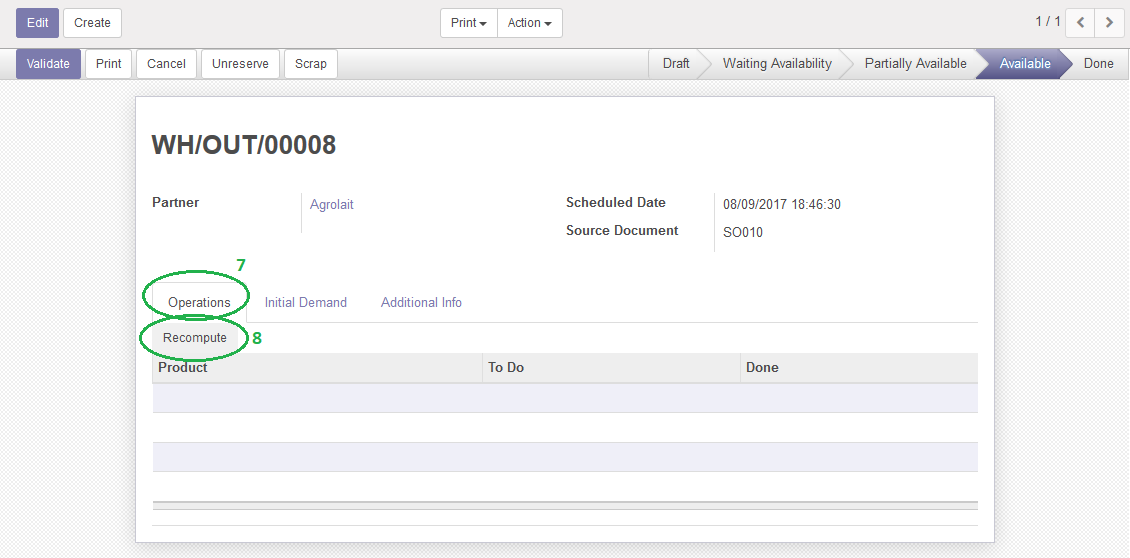 Edit Create Print Action 1 / 1
Validate Print Cancel Unreserve Scrap Draft Waiting Availability Partially Available Available Done
WH/OUT/00008
Partner Agrolait Scheduled Date 08/09/2017 18:46:30
Source Document SO010
7
Operations Initial Demand Additional Info
Recompute 8
Product To Do Done